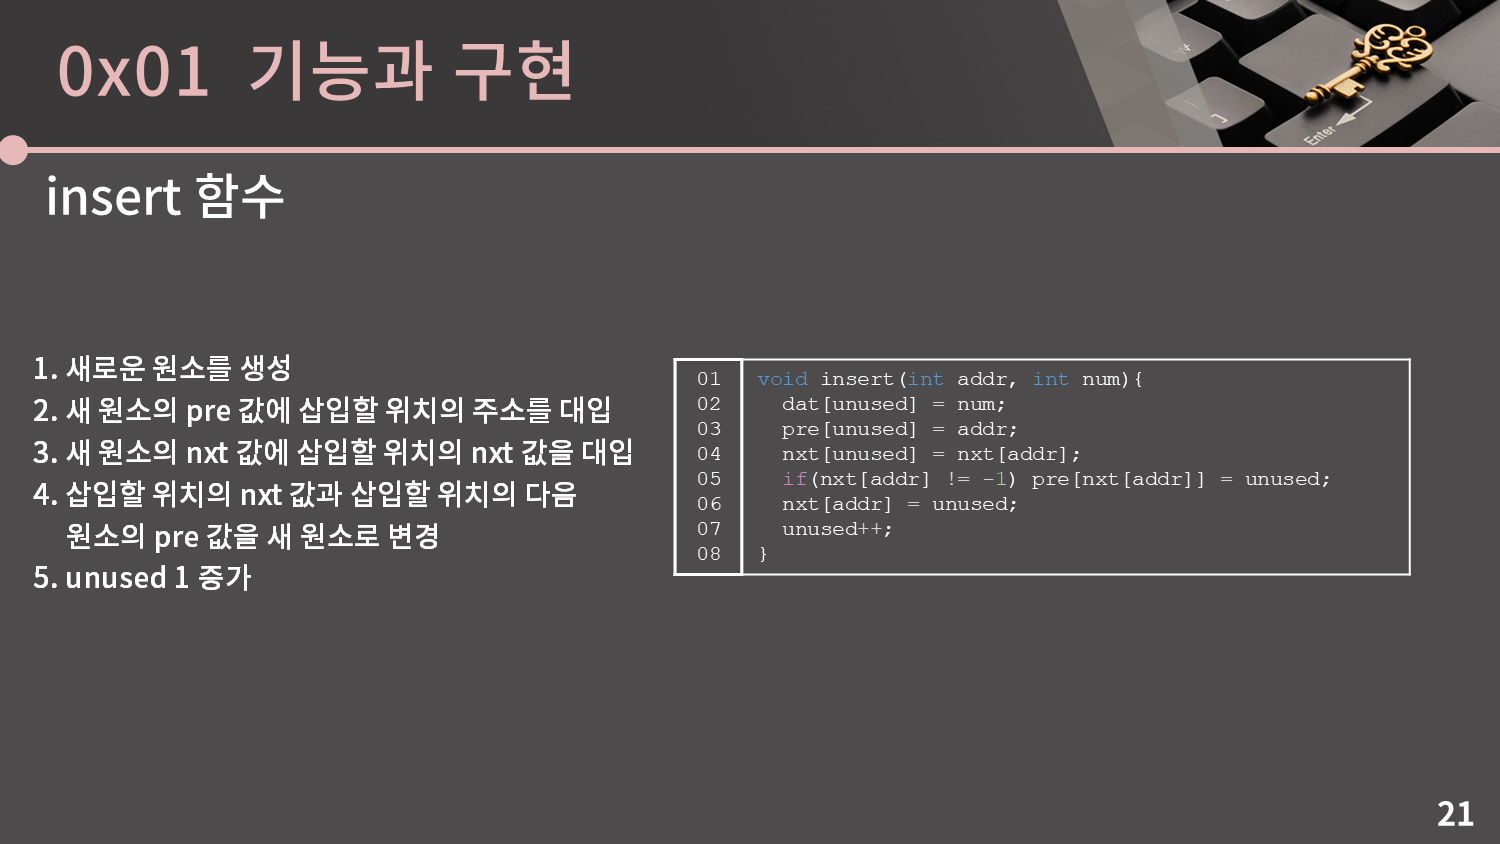 0x01 기능과 구현
Enter
insert 함수
1. 새로운 원소를 생성
2. 새 원소의 pre 값에 삽입할 위치의 주소를 대입
3. 새 원소의 nxt 값에 삽입할 위치의 nxt 값을 대입
4. 삽입할 위치의 nxt 값과 삽입할 위치의 다음
원소의 pre 값을 새 원소로 변경
5. unused 1 증가
01 void insert(int addr, int num){
02 dat[unused] = num;
03 pre[unused] = addr;
04 nxt[unused] = nxt[addr];
05 if(nxt[addr] != -1) pre[nxt[addr]] = unused;
06 nxt[addr] = unused;
07 unused++;
08 }
21